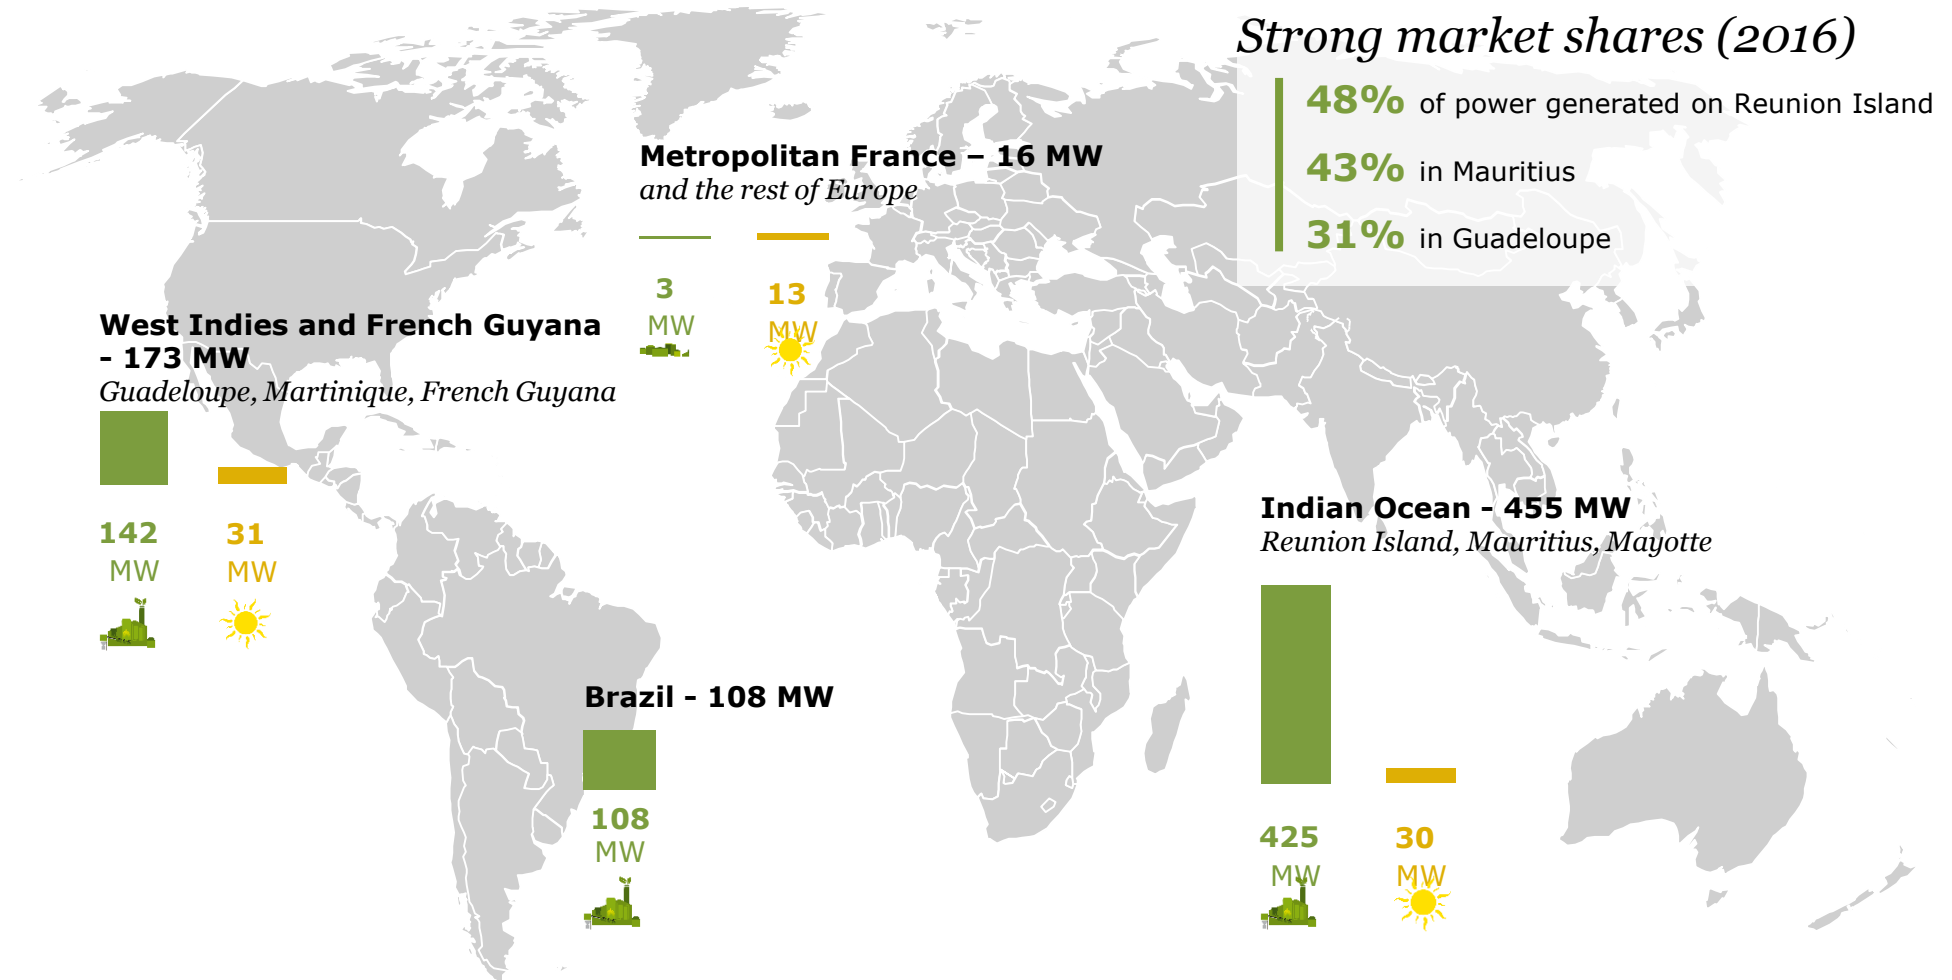 Strong market shares (2016)
48% of power generated on Reunion Island
43% in Mauritius
31% in Guadeloupe
Metropolitan France – 16 MW
and the rest of Europe
3
MW
13
MW
West Indies and French Guyana
- 173 MW
Guadeloupe, Martinique, French Guyana
142
MW
31
MW
Indian Ocean - 455 MW
Reunion Island, Mauritius, Mayotte
425
MW
30
MW
Brazil - 108 MW
108
MW